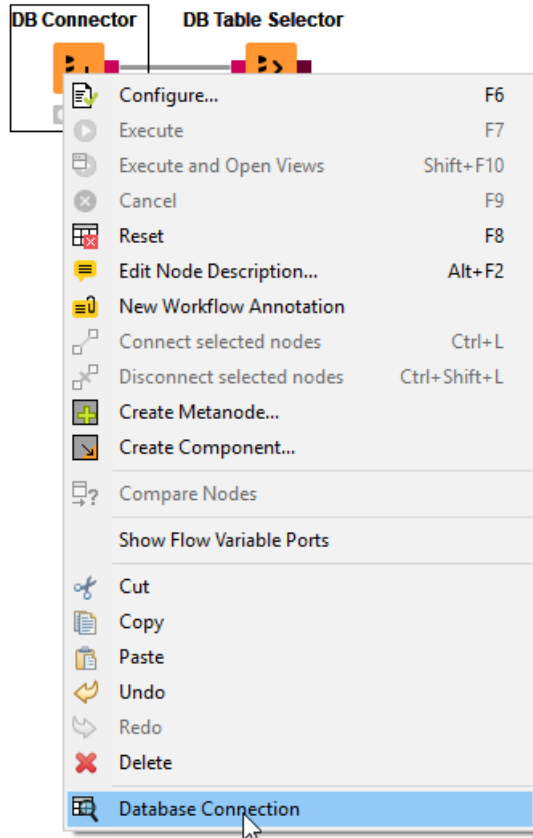 DB Connector DB Table Selector
Configure... F6
Execute F7
Execute and Open Views Shift+F10
Cancel F9
Reset F8
Edit Node Description... Alt+F2
New Workflow Annotation
Connect selected nodes Ctrl+L
Disconnect selected nodes Ctrl+Shift+L
Create Metanode...
Create Component...
Compare Nodes
Show Flow Variable Ports
Cut
Copy
Paste
Undo
Redo
Delete
Database Connection